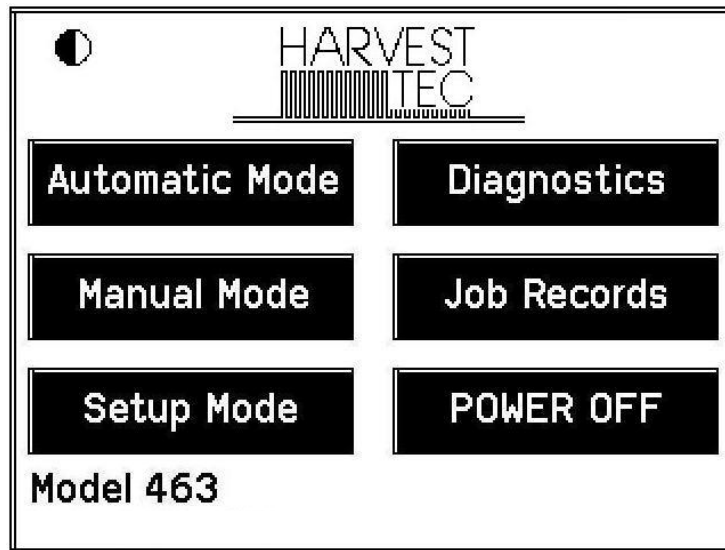 HARVEST
TEC
Automatic Mode
Diagnostics
Manual Mode
Job Records
Setup Mode
POWER OFF
Model 463